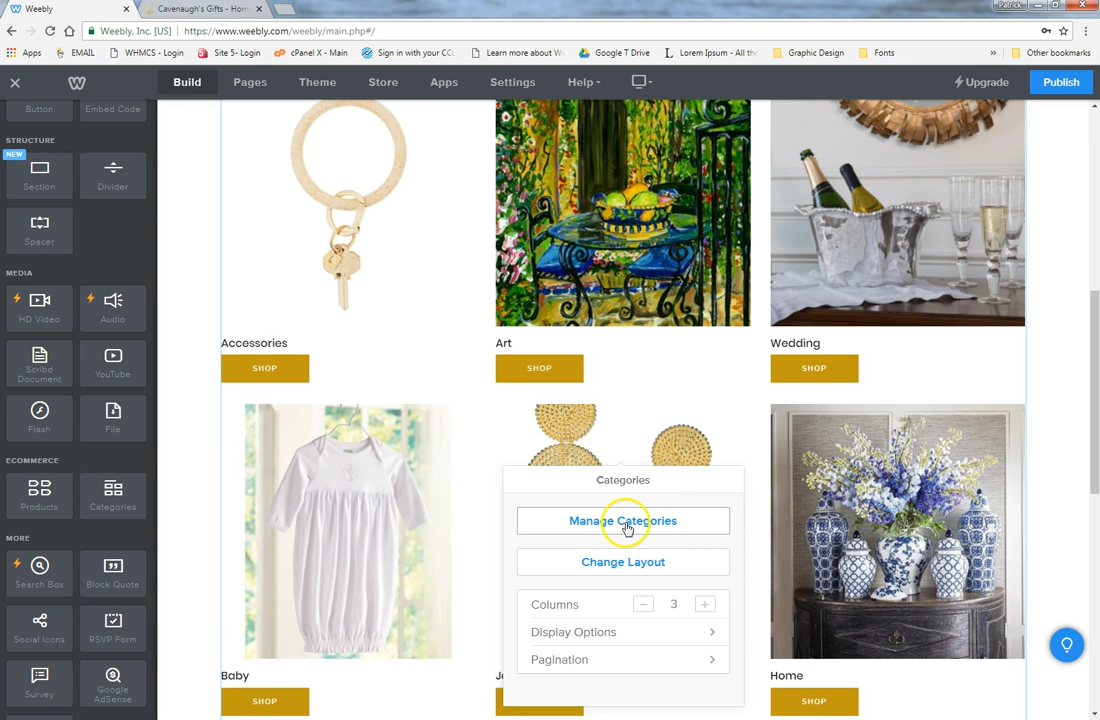 Weebly
Cavenaugh's Gifts - Hom
Patrick
Weebly, Inc. [US] https://www.weebly.com/weebly/main.php#/
Apps EMAIL WHMCS - Login Site 5- Login cPanel X - Main Sign in with your CCU Learn more about W Google T Drive Lorem Ipsum - All the Graphic Design Fonts » Other bookmarks
Build Pages Theme Store Apps Settings Help Upgrade Publish
Button Embed Code
STRUCTURE
NEW
Section Divider
Spacer
MEDIA
HD Video Audio
Scribd Document YouTube
Flash File
ECOMMERCE
Products Categories
MORE
Search Box Block Quote
Social Icons RSVP Form
Survey Google AdSense
Accessories Art Wedding
SHOP SHOP SHOP
Categories
Manage Categories
Change Layout
Columns 3
Display Options
Pagination
Baby Home
SHOP SHOP